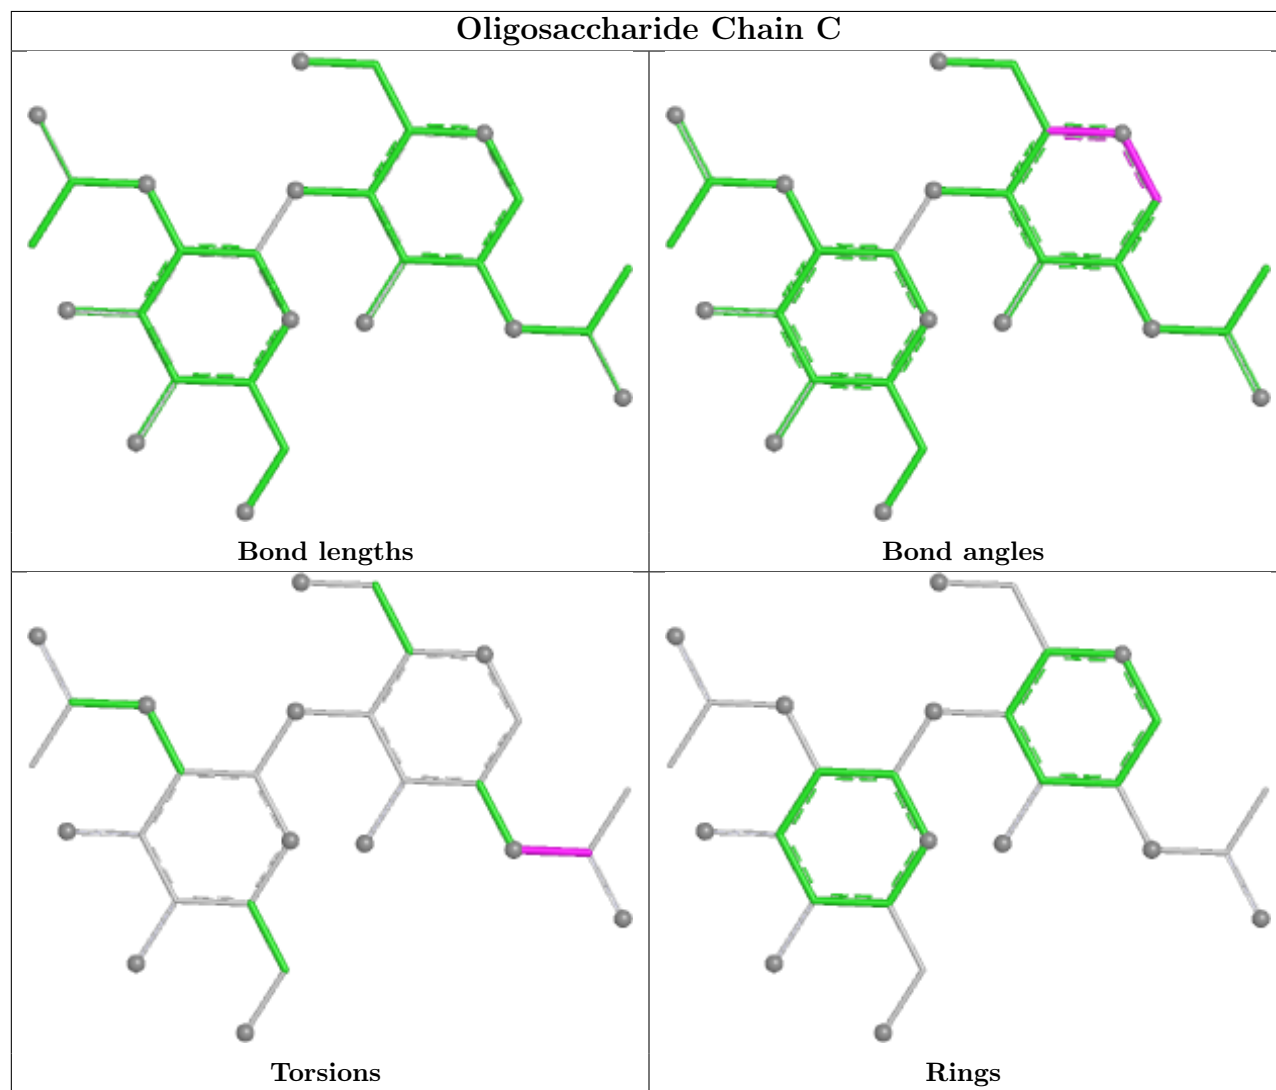 Oligosaccharide Chain C
Bond lengths
Bond angles
Torsions
Rings